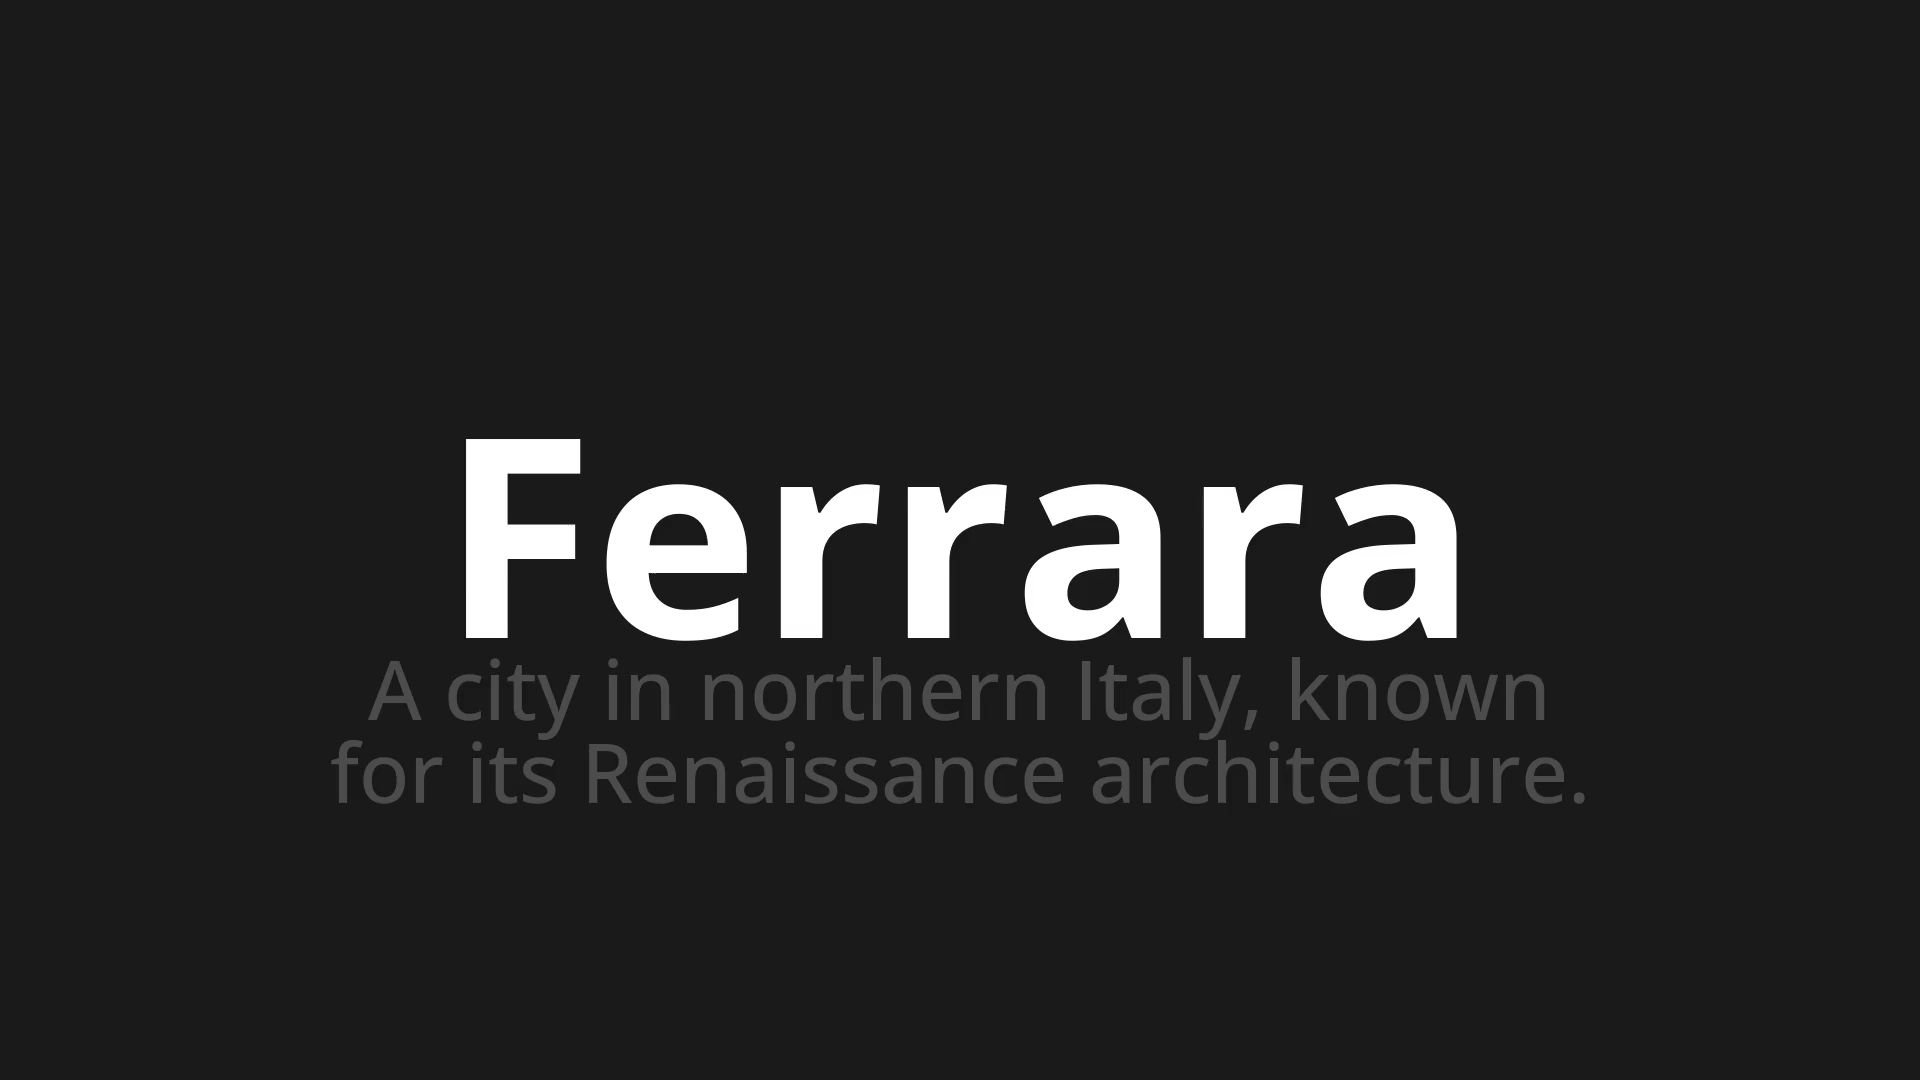 Ferrara
A city in northern Italy, known
for its Renaissance architecture.